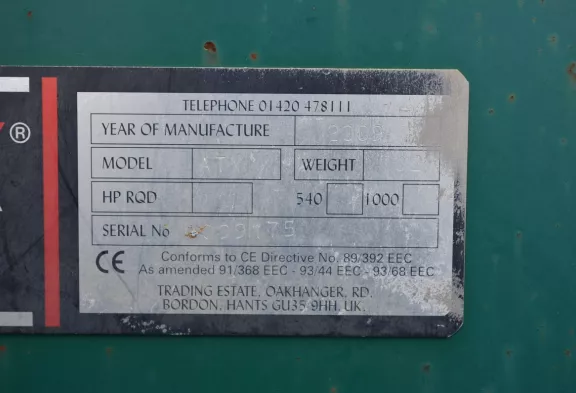 ®
TELEPHONE 01420 478111
YEAR OF MANUFACTURE
MODEL WEIGHT
HP RQD 540 1000
SERIAL No
CE Conforms to CE Directive No. 89/392 EEC
As amended 91/368 EEC - 93/44 EEC - 93/68 EEC
TRADING ESTATE, OAKHANGER, RD,
BORDON, HANTS GU35 9HH, UK,